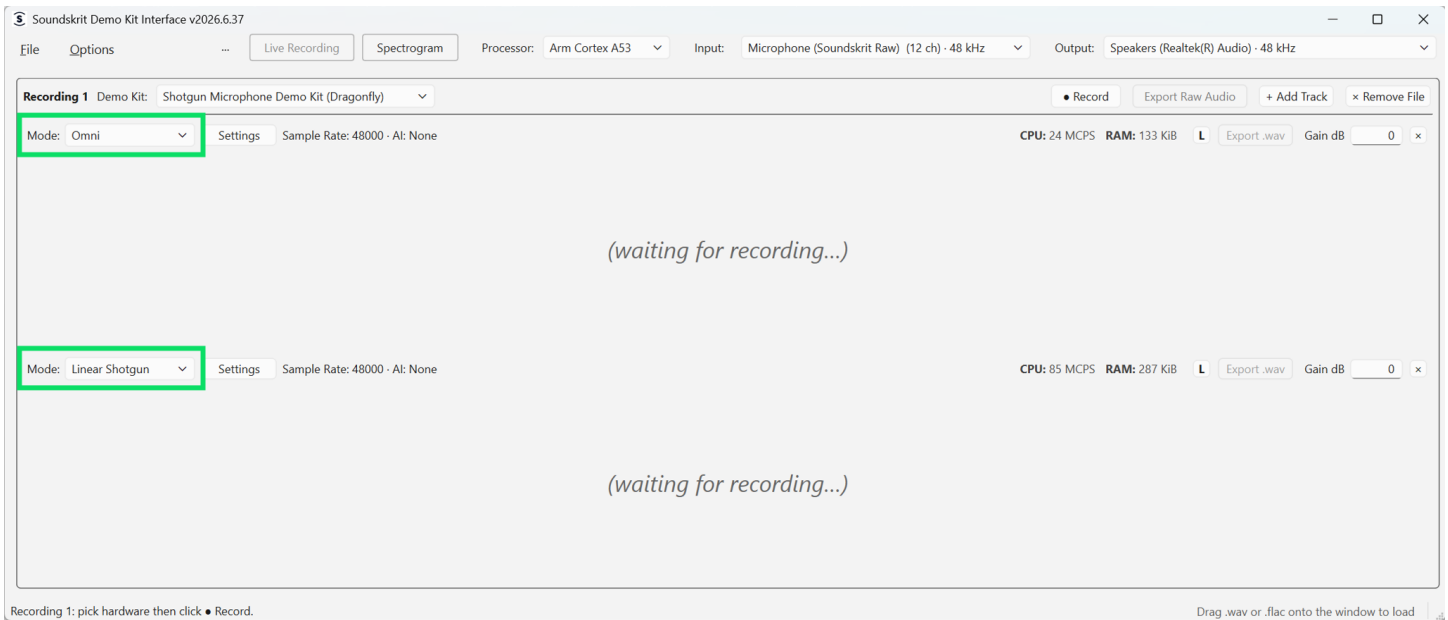 Soundskrit Demo Kit Interface v2026.6.37
File Options ... Live Recording Spectrogram Processor: Arm Cortex A53 Input: Microphone (Soundskrit Raw) (12 ch) · 48 kHz Output: Speakers (Realtek(R) Audio) · 48 kHz
Recording 1 Demo Kit: Shotgun Microphone Demo Kit (Dragonfly) ● Record Export Raw Audio + Add Track × Remove File
Mode: Omni Settings Sample Rate: 48000 · AI: None CPU: 24 MCPS RAM: 133 KiB L Export .wav Gain dB 0 ×
(waiting for recording...)
Mode: Linear Shotgun Settings Sample Rate: 48000 · AI: None CPU: 85 MCPS RAM: 287 KiB L Export .wav Gain dB 0 ×
(waiting for recording...)
Recording 1: pick hardware then click ● Record. Drag .wav or .flac onto the window to load